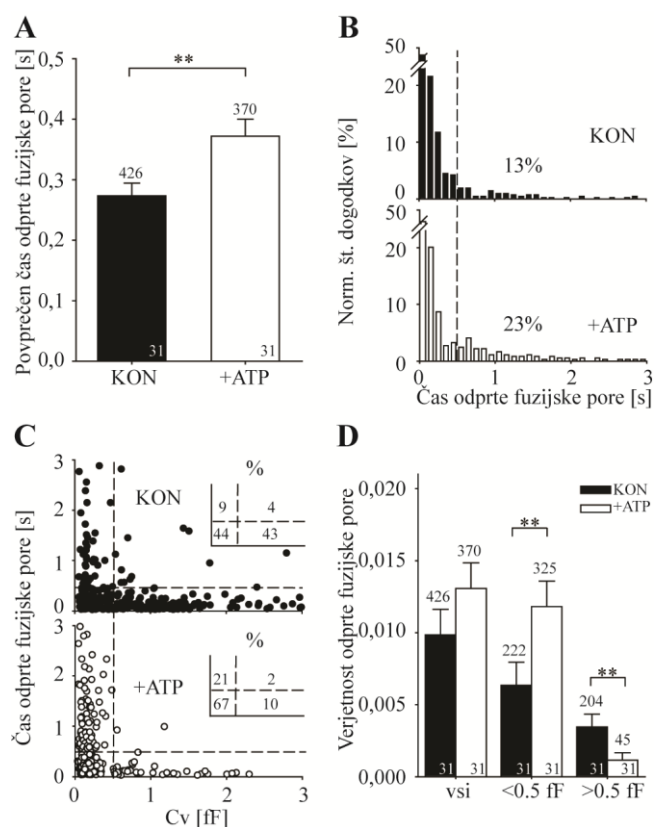 A
Povprečen čas odprte fuzijske pore [s]
0,5
0,4
0,3
0,2
0,1
0,0
**
426
370
31
31
KON
+ATP
B
Norm. št. dogodkov [%]
50
20
10
0
13%
KON
50
20
10
0
23%
+ATP
0 1 2 3
Čas odprte fuzijske pore [s]
C
Čas odprte fuzijske pore [s]
3
2
1
0
KON
%
9 4
44 43
3
2
1
0
+ATP
%
21 2
67 10
0 1 2 3
Cv [fF]
D
Verjetnost odprte fuzijske pore
0,020
0,015
0,010
0,005
0,000
KON
+ATP
426
370
**
222
325
**
204
45
31 31 31 31 31 31
vsi <0.5 fF >0.5 fF